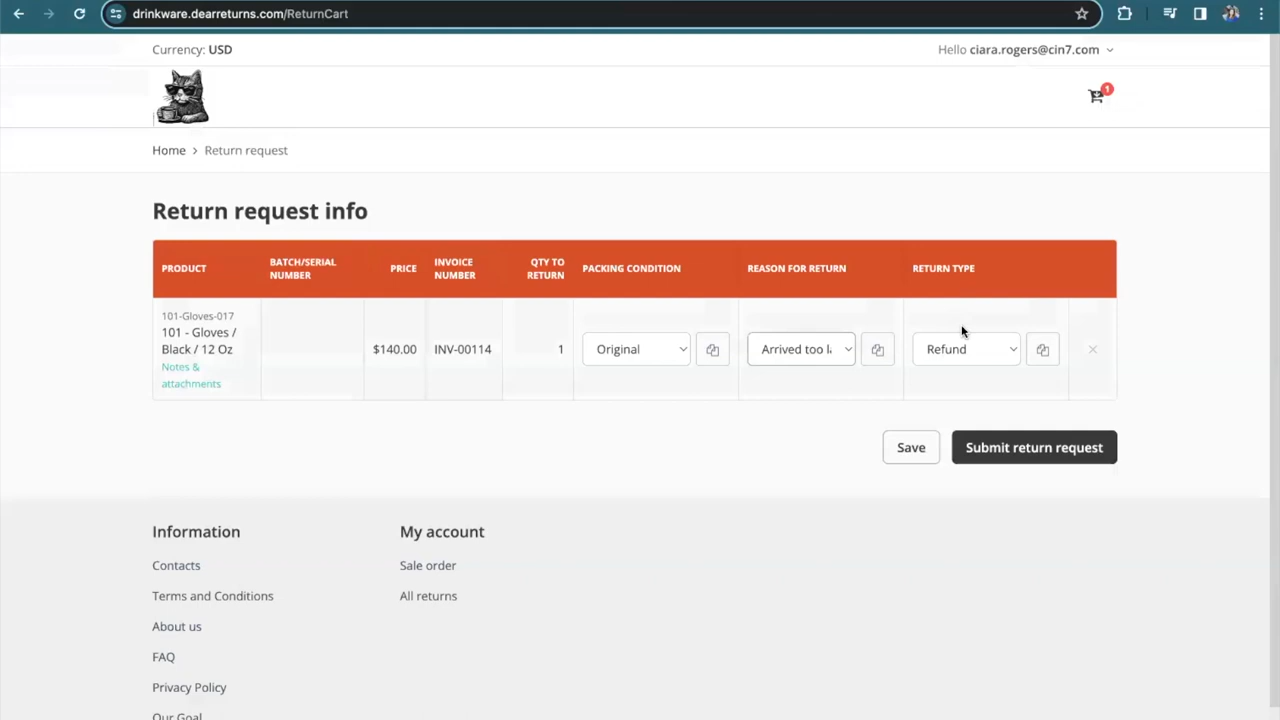 drinkware.dearreturns.com/ReturnCart
Currency: USD
Hello ciara.rogers@cin7.com
1
Home > Return request
Return request info
PRODUCT
BATCH/SERIAL
NUMBER
PRICE
INVOICE
NUMBER
QTY TO
RETURN
PACKING CONDITION
REASON FOR RETURN
RETURN TYPE
101-Gloves-017
101 - Gloves /
Black / 12 Oz
Notes &
attachments
$140.00
INV-00114
1
Original
Arrived too l
Refund
Save
Submit return request
Information
My account
Contacts
Sale order
Terms and Conditions
All returns
About us
FAQ
Privacy Policy
Our Goal